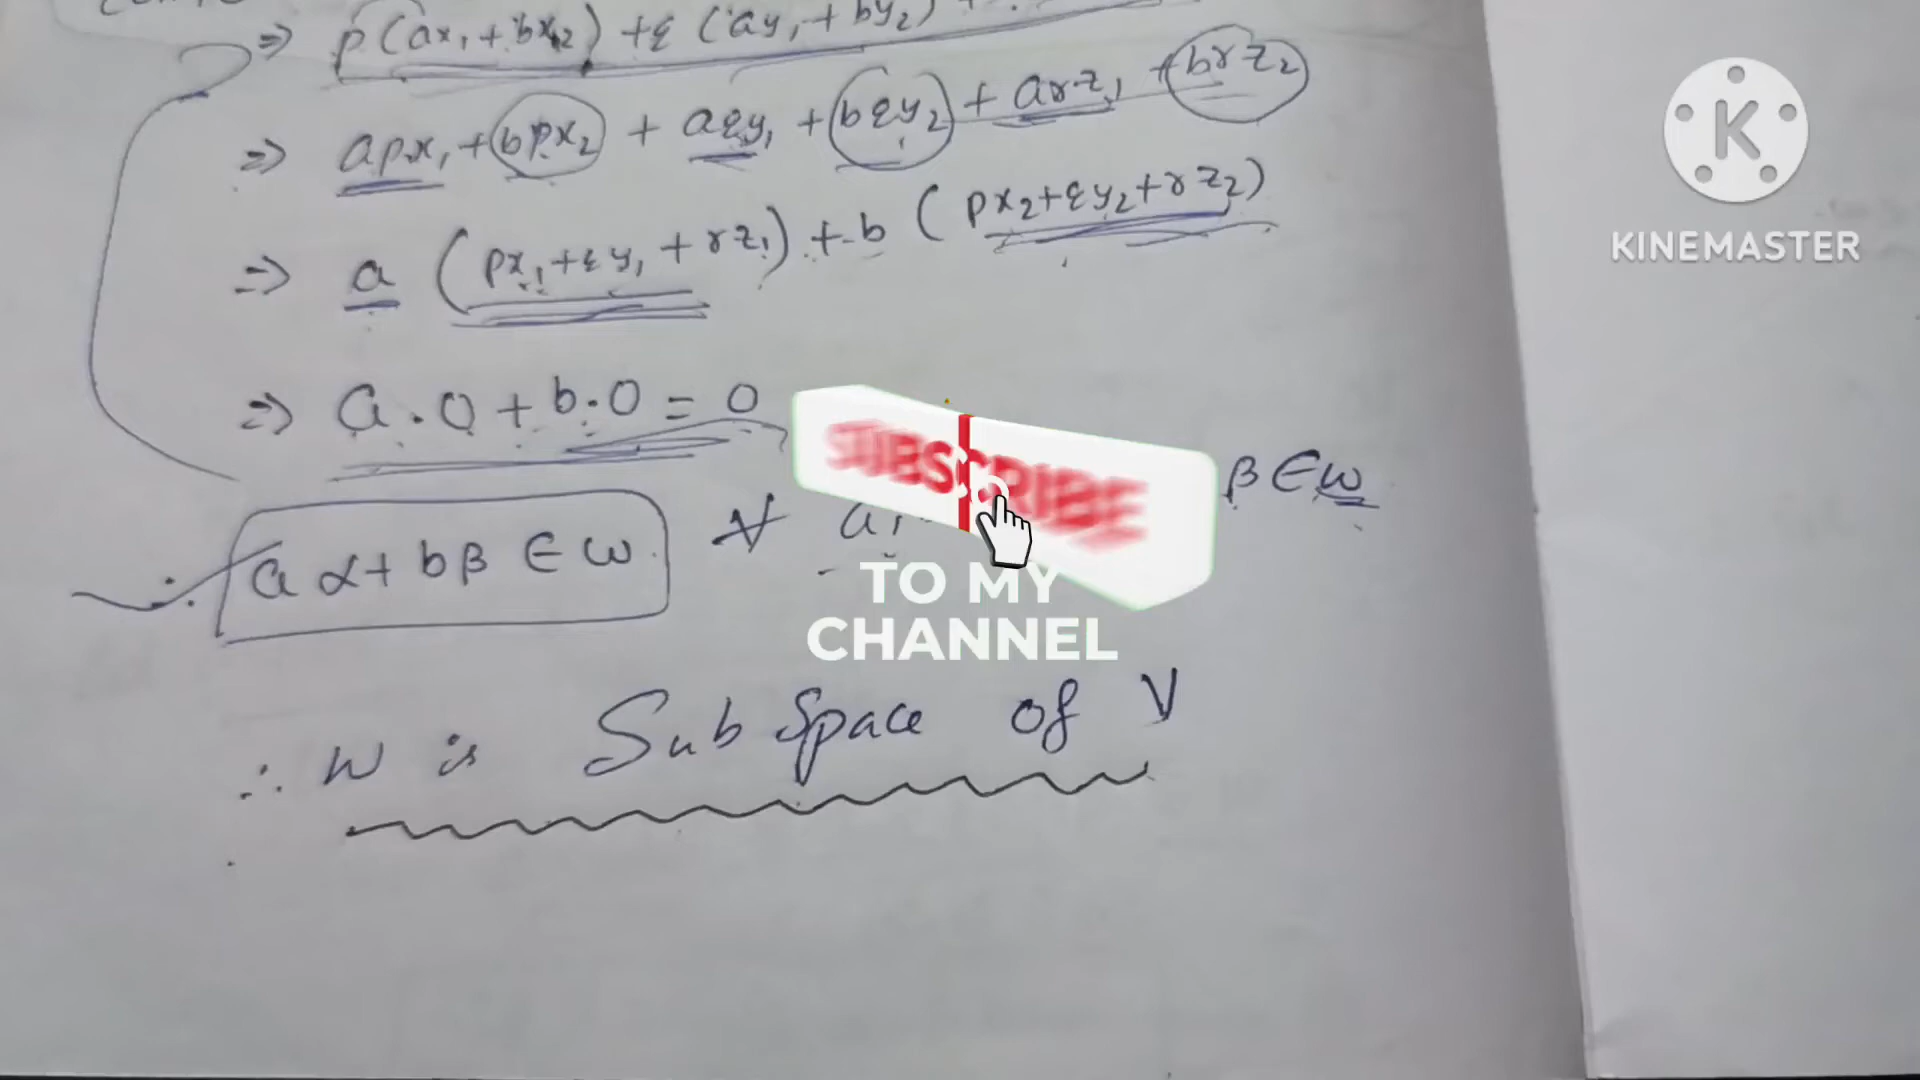 ⇒ p(ax₁+bx₂) +q (ay₁+by₂) +
⇒ apx₁ + bpx₂ + aqy₁ + bqy₂ + arz₁ + brz₂
⇒ a (px₁+qy₁+rz₁) + b (px₂+qy₂+rz₂)
⇒ a·0 + b·0 = 0
∴ aα+bβ ∈ W ∀ a, β∈W
∴ W is Sub Space of V
SUBSCRIBE
TO MY
CHANNEL
K
KINEMASTER